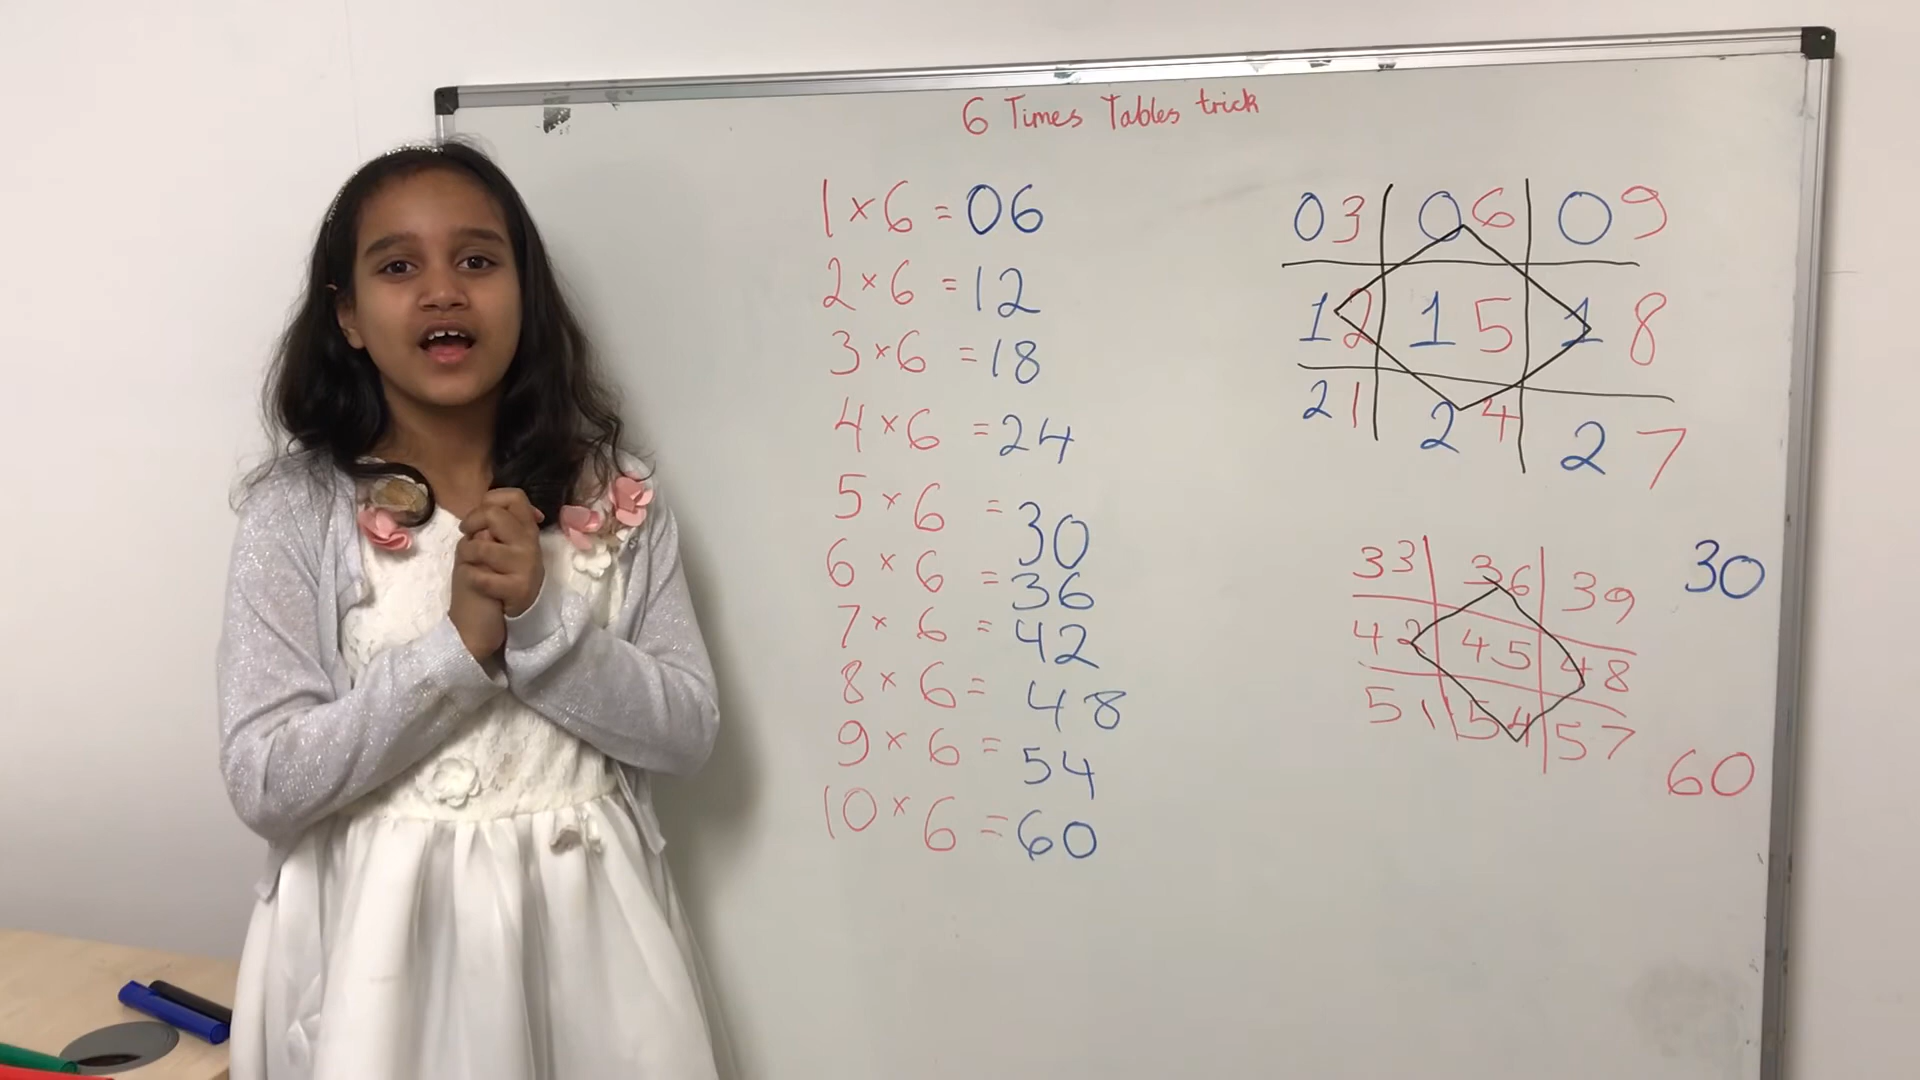 6 Times Tables trick
1 × 6 = 06
2 × 6 = 12
3 × 6 = 18
4 × 6 = 24
5 × 6 = 30
6 × 6 = 36
7 × 6 = 42
8 × 6 = 48
9 × 6 = 54
10 × 6 = 60
03 06 09
12 15 18
21 24 27
33 36 39
42 45 48
51 54 57
30
60